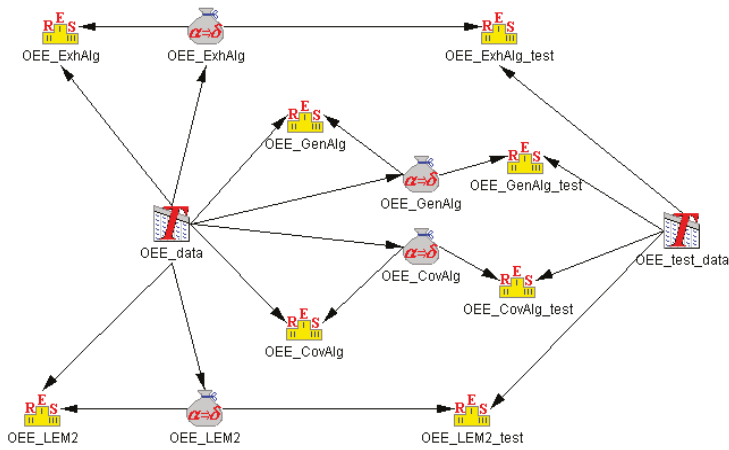 RES
α⇒δ
RES
OEE_ExhAlg
OEE_ExhAlg
OEE_ExhAlg_test
RES
OEE_GenAlg
RES
α⇒δ
OEE_GenAlg_test
OEE_GenAlg
T
T
OEE_data
α⇒δ
OEE_test_data
OEE_CovAlg
RES
OEE_CovAlg_test
RES
OEE_CovAlg
RES
α⇒δ
RES
OEE_LEM2
OEE_LEM2
OEE_LEM2_test